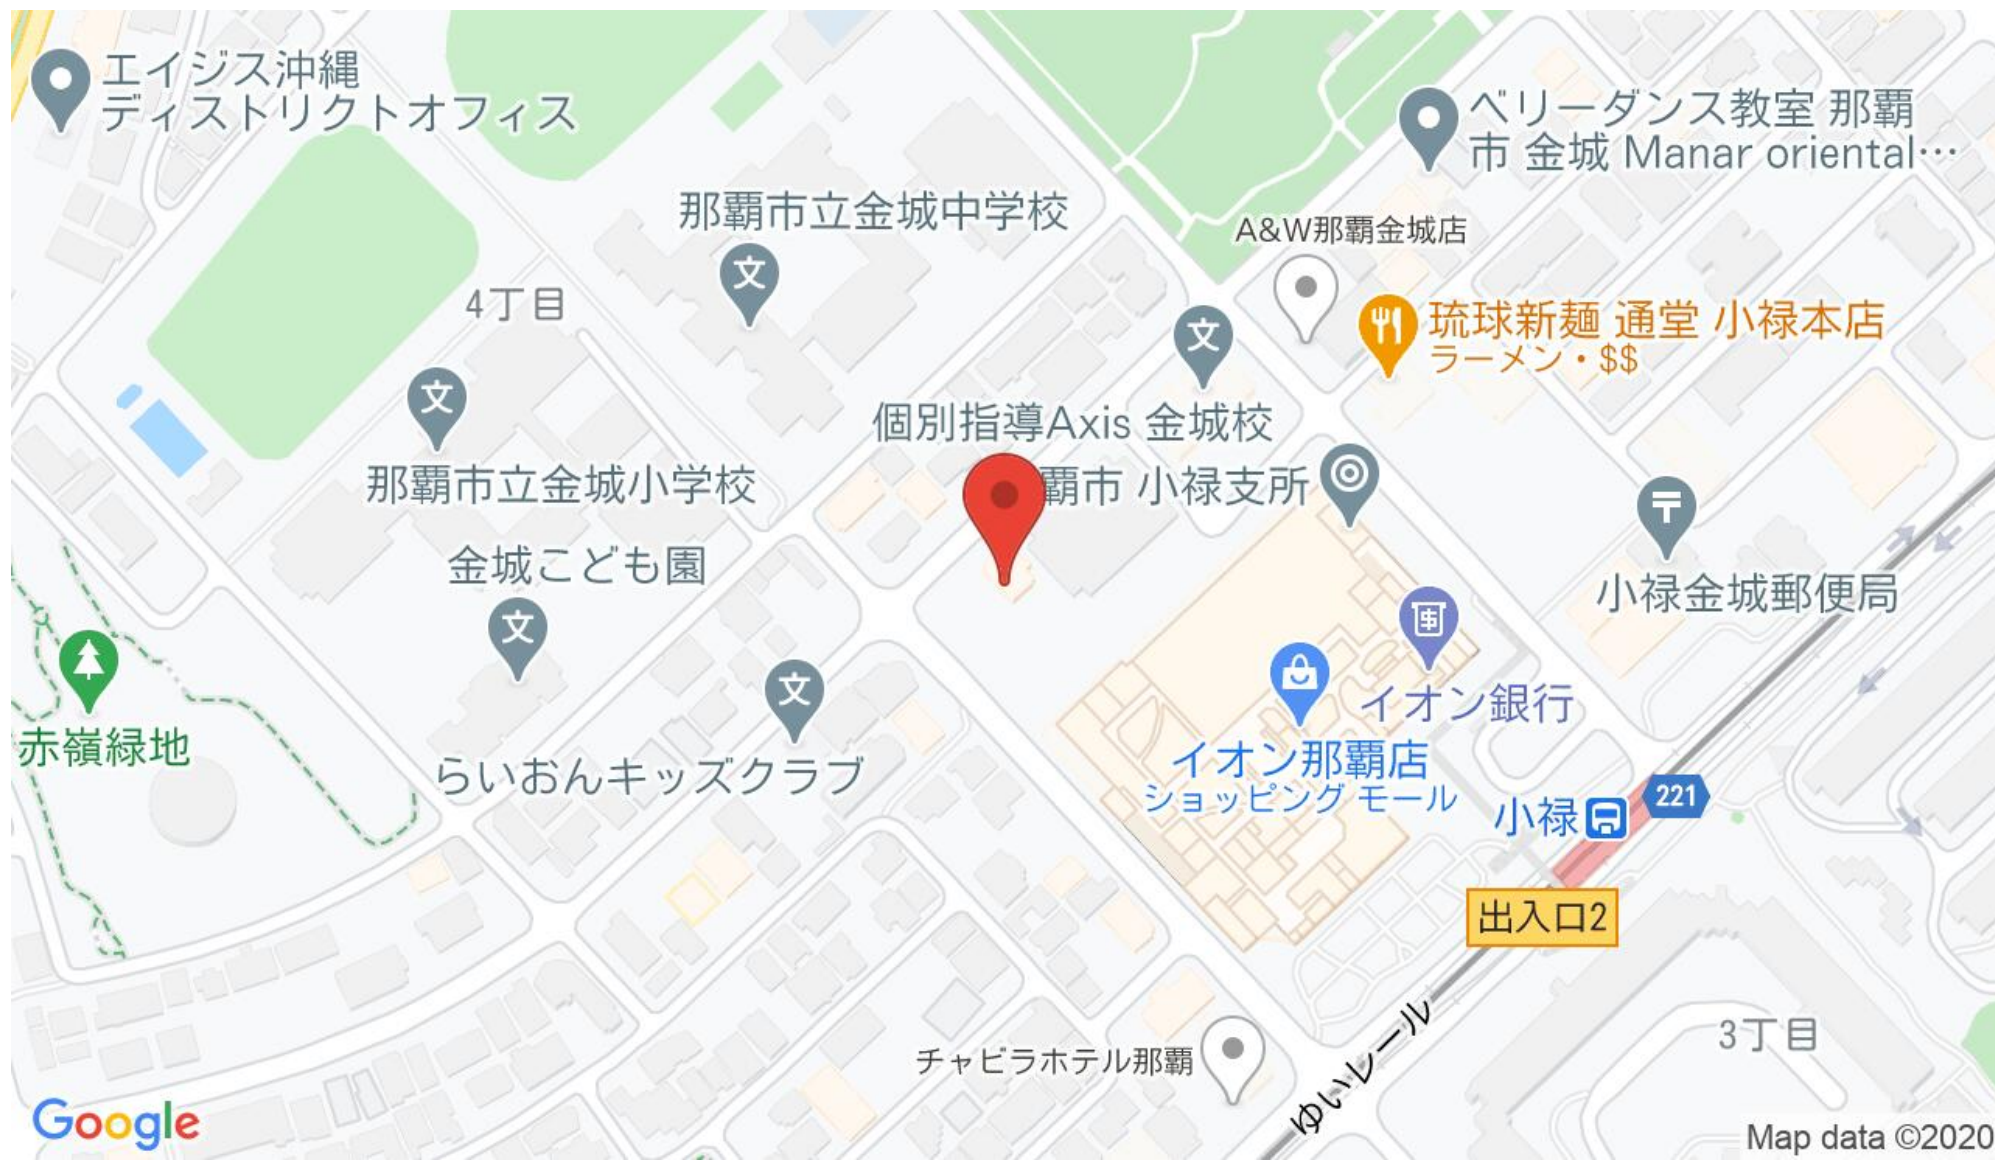 エイジス沖縄
ディストリクトオフィス
ベリーダンス教室 那覇
市 金城 Manar oriental…
那覇市立金城中学校
A&W那覇金城店
4丁目
琉球新麺 通堂 小禄本店
ラーメン・$$
個別指導Axis 金城校
那覇市立金城小学校
覇市 小禄支所
金城こども園
小禄金城郵便局
イオン銀行
赤嶺緑地
らいおんキッズクラブ
イオン那覇店
ショッピング モール
小禄
221
出入口2
3丁目
チャビラホテル那覇
ゆいレール
Google
Map data ©2020